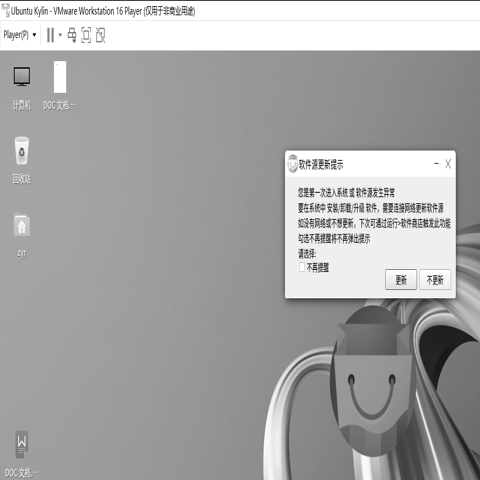 Ubuntu Kylin - VMware Workstation 16 Player (仅用于非商业用途)
Player(P)
计算机
DOC 文档.…
回收站
zyr
DOC 文档.…
软件源更新提示
您是第一次进入系统 或 软件源发生异常
要在系统中 安装/卸载/升级 软件，需要连接网络更新软件源
如没有网络或不想更新，下次可通过运行>软件商店触发此功能
勾选不再提醒将不再弹出提示
请选择:
不再提醒
更新
不更新